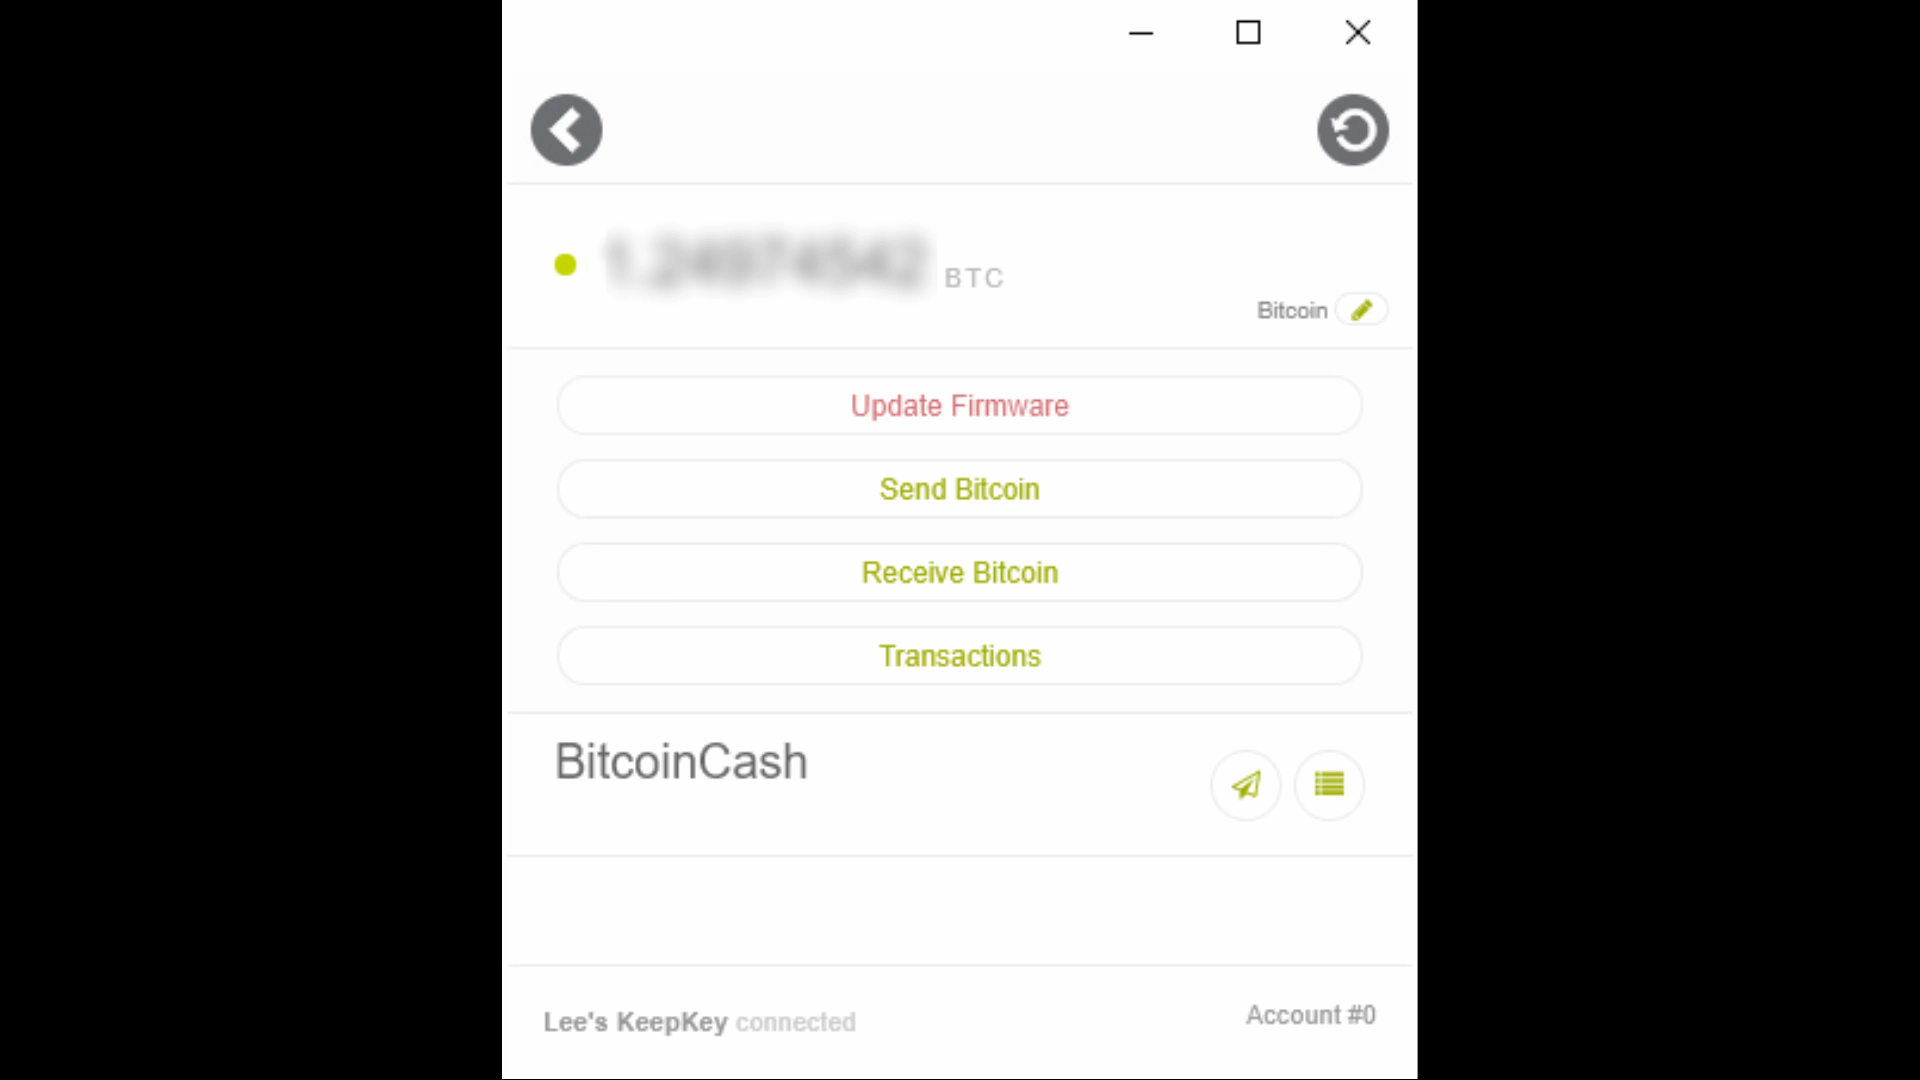 BTC
Bitcoin
Update Firmware
Send Bitcoin
Receive Bitcoin
Transactions
BitcoinCash
Lee's KeepKey connected
Account #0